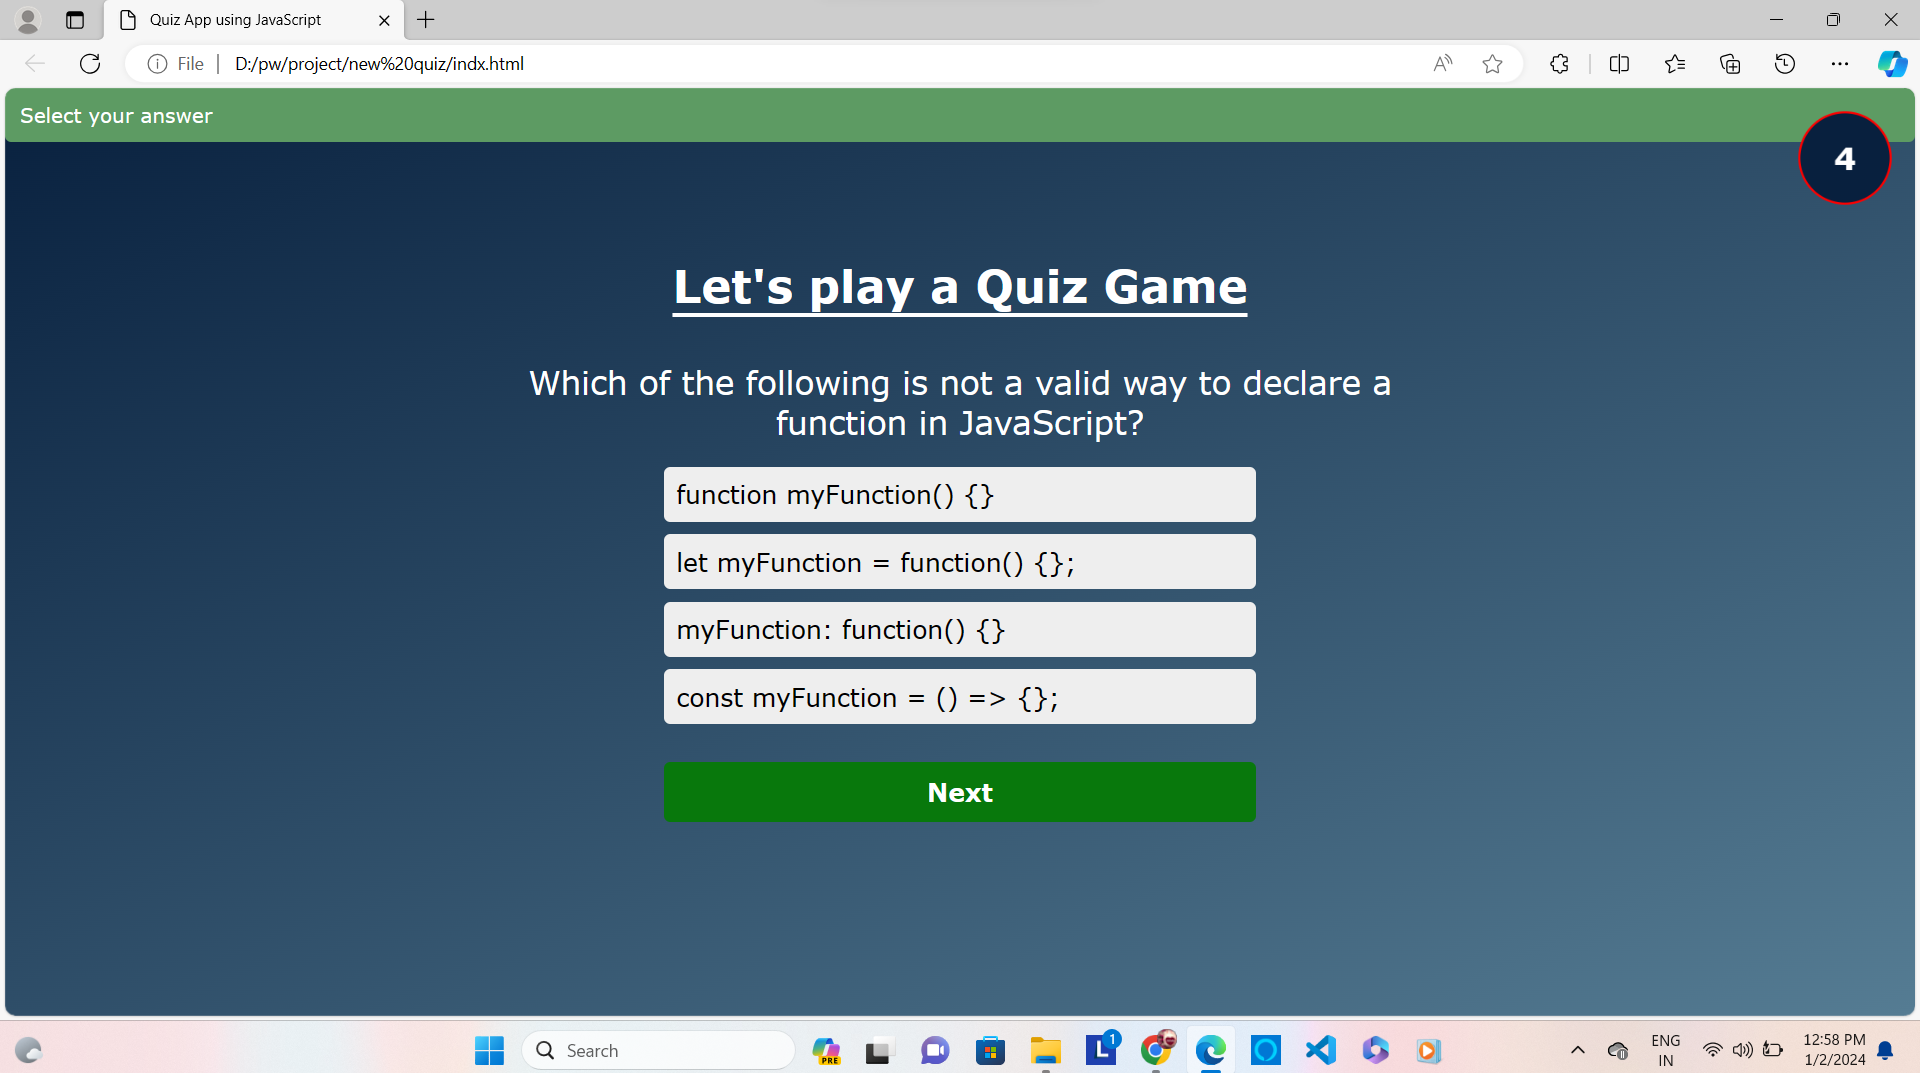 Quiz App using JavaScript
File
D:/pw/project/new%20quiz/indx.html
Select your answer
4
Let's play a Quiz Game
Which of the following is not a valid way to declare a
function in JavaScript?
function myFunction() {}
let myFunction = function() {};
myFunction: function() {}
const myFunction = () => {};
Next
Search
PRE
L
1
ENG
IN
12:58 PM
1/2/2024